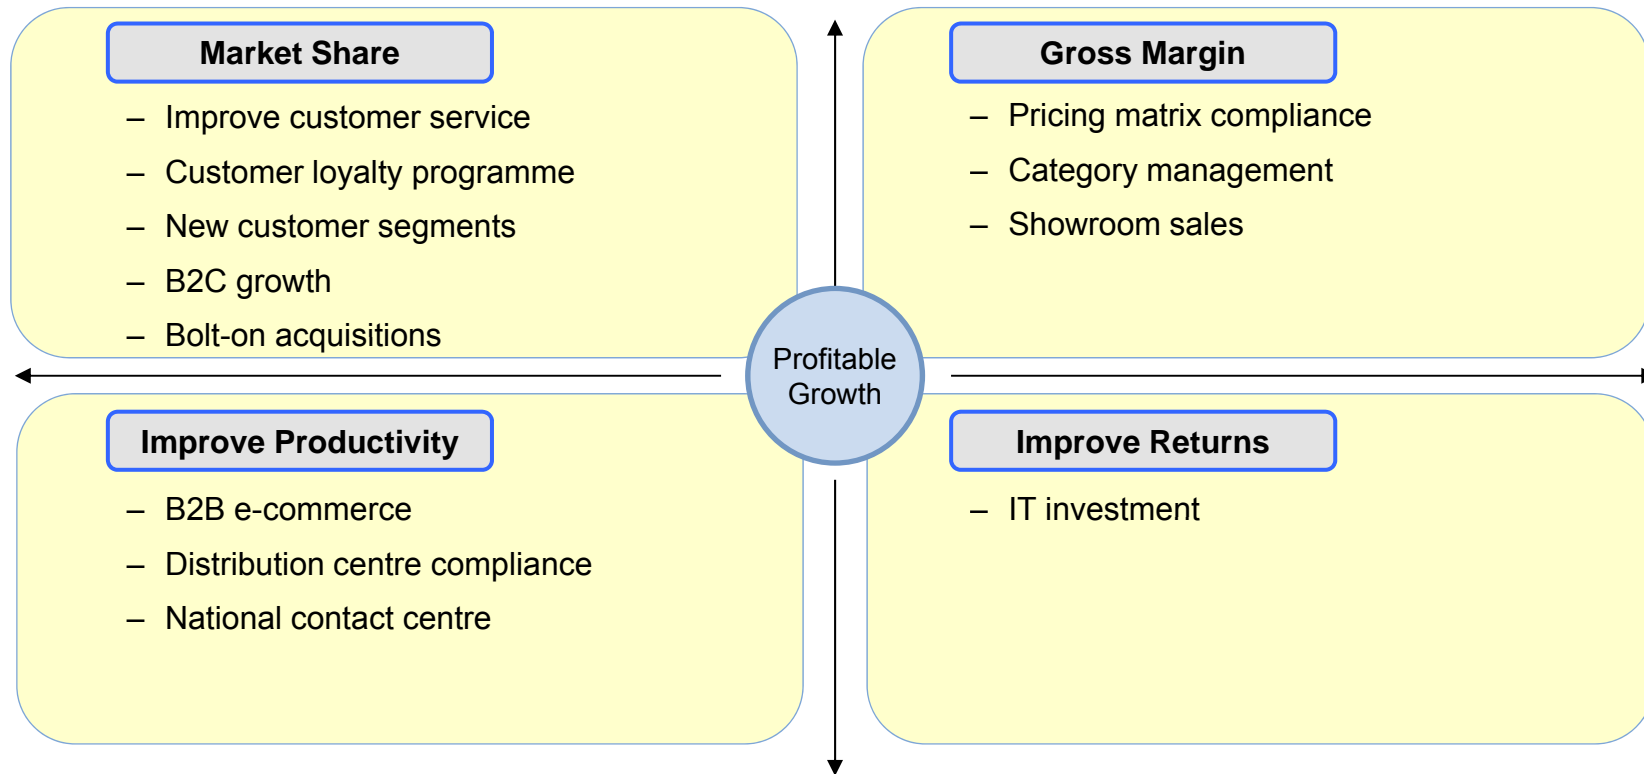 Market Share
– Improve customer service
– Customer loyalty programme
– New customer segments
– B2C growth
– Bolt-on acquisitions
Gross Margin
– Pricing matrix compliance
– Category management
– Showroom sales
Profitable
Growth
Improve Productivity
– B2B e-commerce
– Distribution centre compliance
– National contact centre
Improve Returns
– IT investment